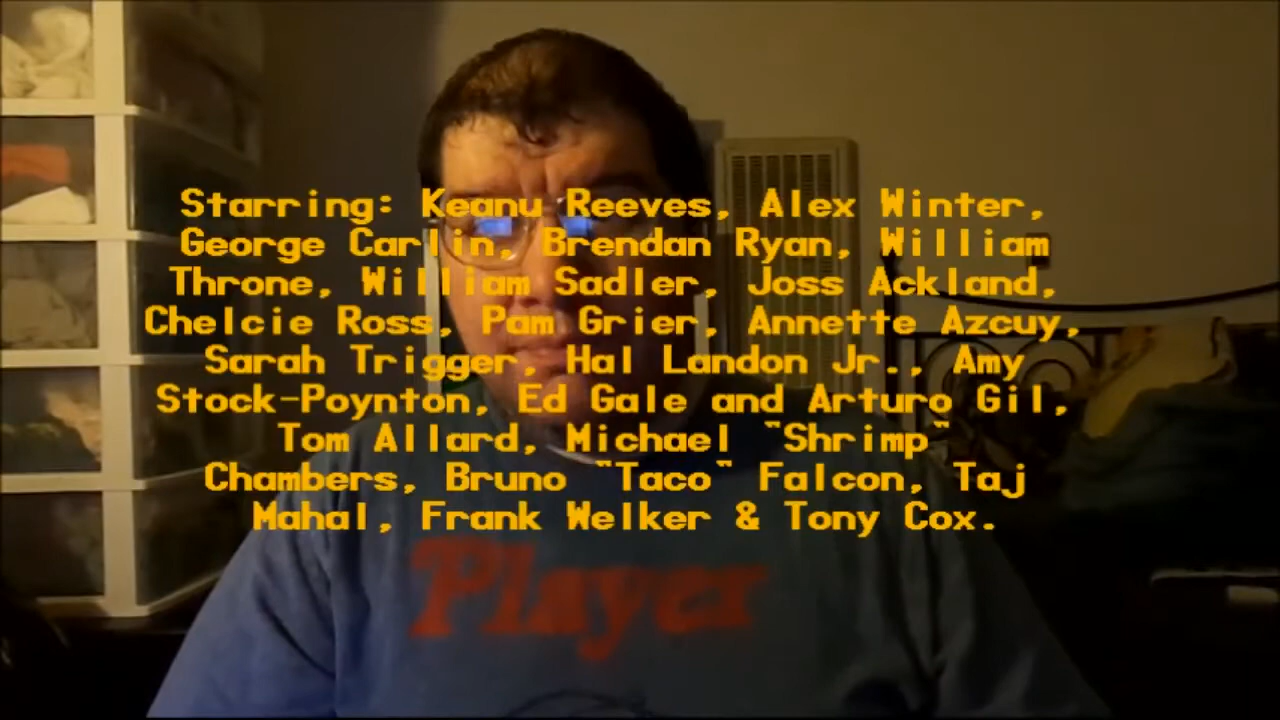 Starring: Keanu Reeves, Alex Winter,
George Carlin, Brendan Ryan, William
Throne, William Sadler, Joss Ackland,
Chelcie Ross, Pam Grier, Annette Azcuy,
Sarah Trigger, Hal Landon Jr., Amy
Stock-Poynton, Ed Gale and Arturo Gil,
Tom Allard, Michael "Shrimp"
Chambers, Bruno "Taco" Falcon, Taj
Mahal, Frank Welker & Tony Cox.
Player